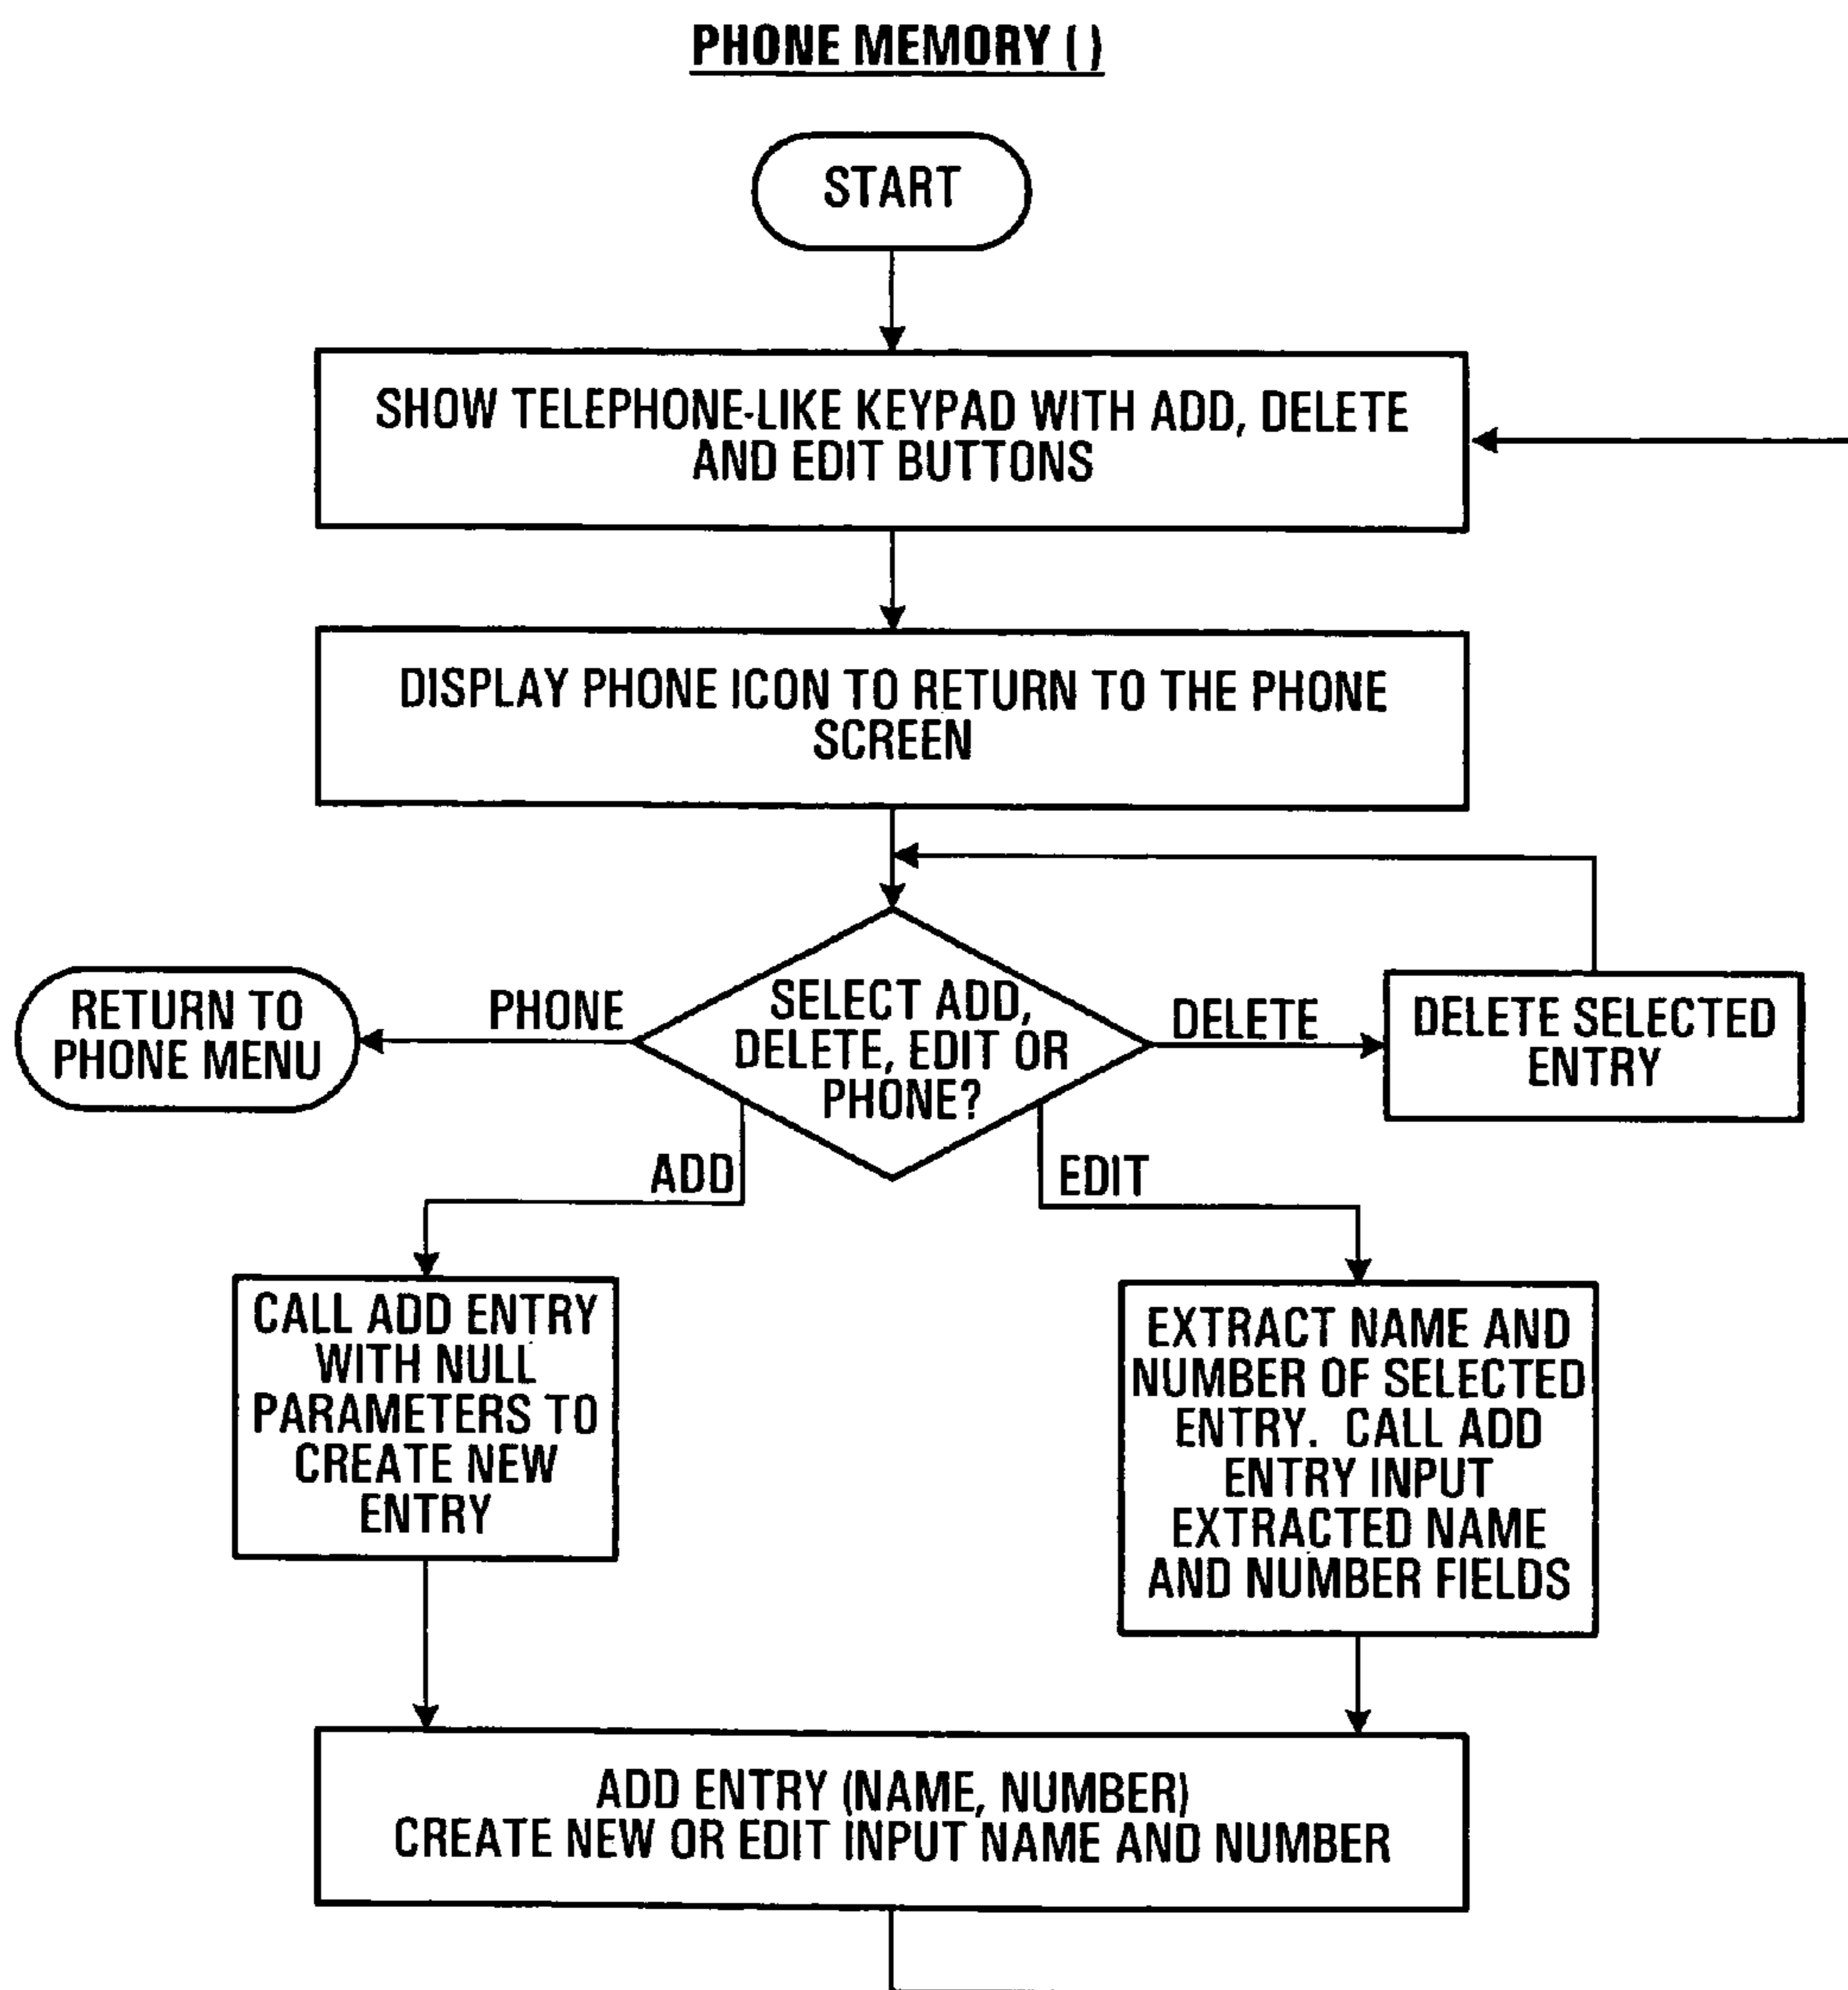 PHONE MEMORY ( )
START
SHOW TELEPHONE-LIKE KEYPAD WITH ADD, DELETE
AND EDIT BUTTONS
DISPLAY PHONE ICON TO RETURN TO THE PHONE
SCREEN
SELECT ADD,
DELETE, EDIT OR
PHONE?
PHONE
RETURN TO
PHONE MENU
DELETE
DELETE SELECTED
ENTRY
ADD
EDIT
CALL ADD ENTRY
WITH NULL
PARAMETERS TO
CREATE NEW
ENTRY
EXTRACT NAME AND
NUMBER OF SELECTED
ENTRY. CALL ADD
ENTRY INPUT
EXTRACTED NAME
AND NUMBER FIELDS
ADD ENTRY (NAME, NUMBER)
CREATE NEW OR EDIT INPUT NAME AND NUMBER